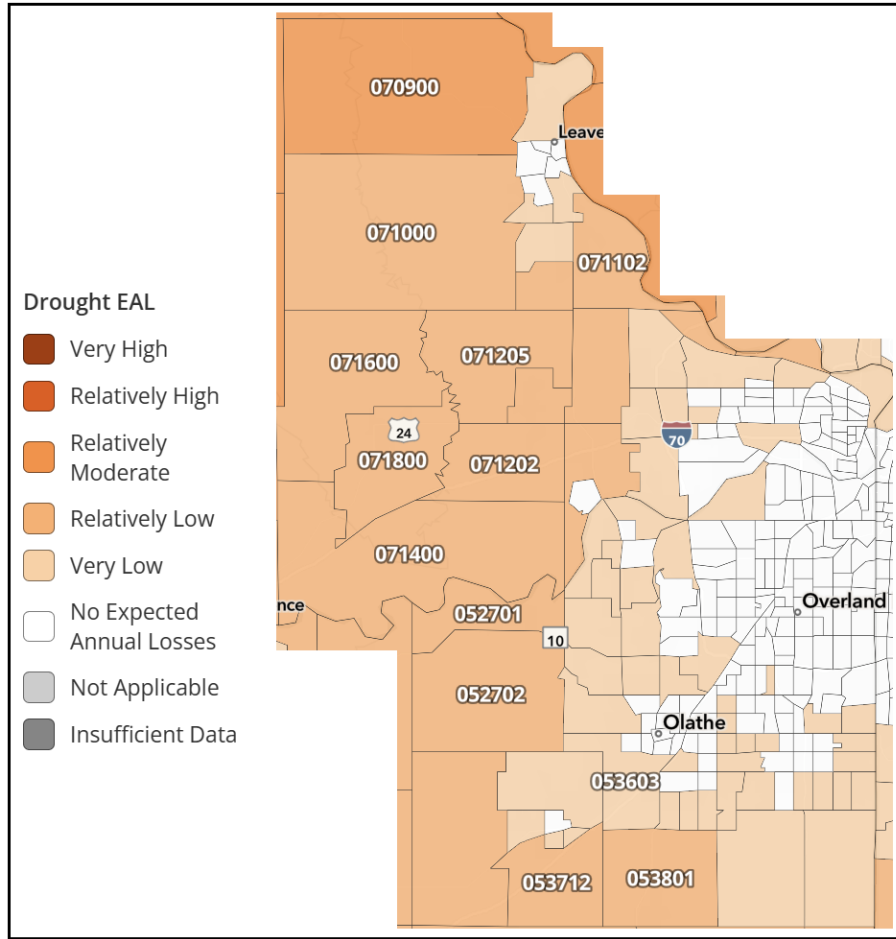 070900
Leave
071000
071102
Drought EAL
Very High
Relatively High
Relatively
Moderate
Relatively Low
Very Low
No Expected
Annual Losses
Not Applicable
Insufficient Data
071600
071205
24
70
071800
071202
071400
nce
052701
Overland
10
052702
Olathe
053603
053712
053801